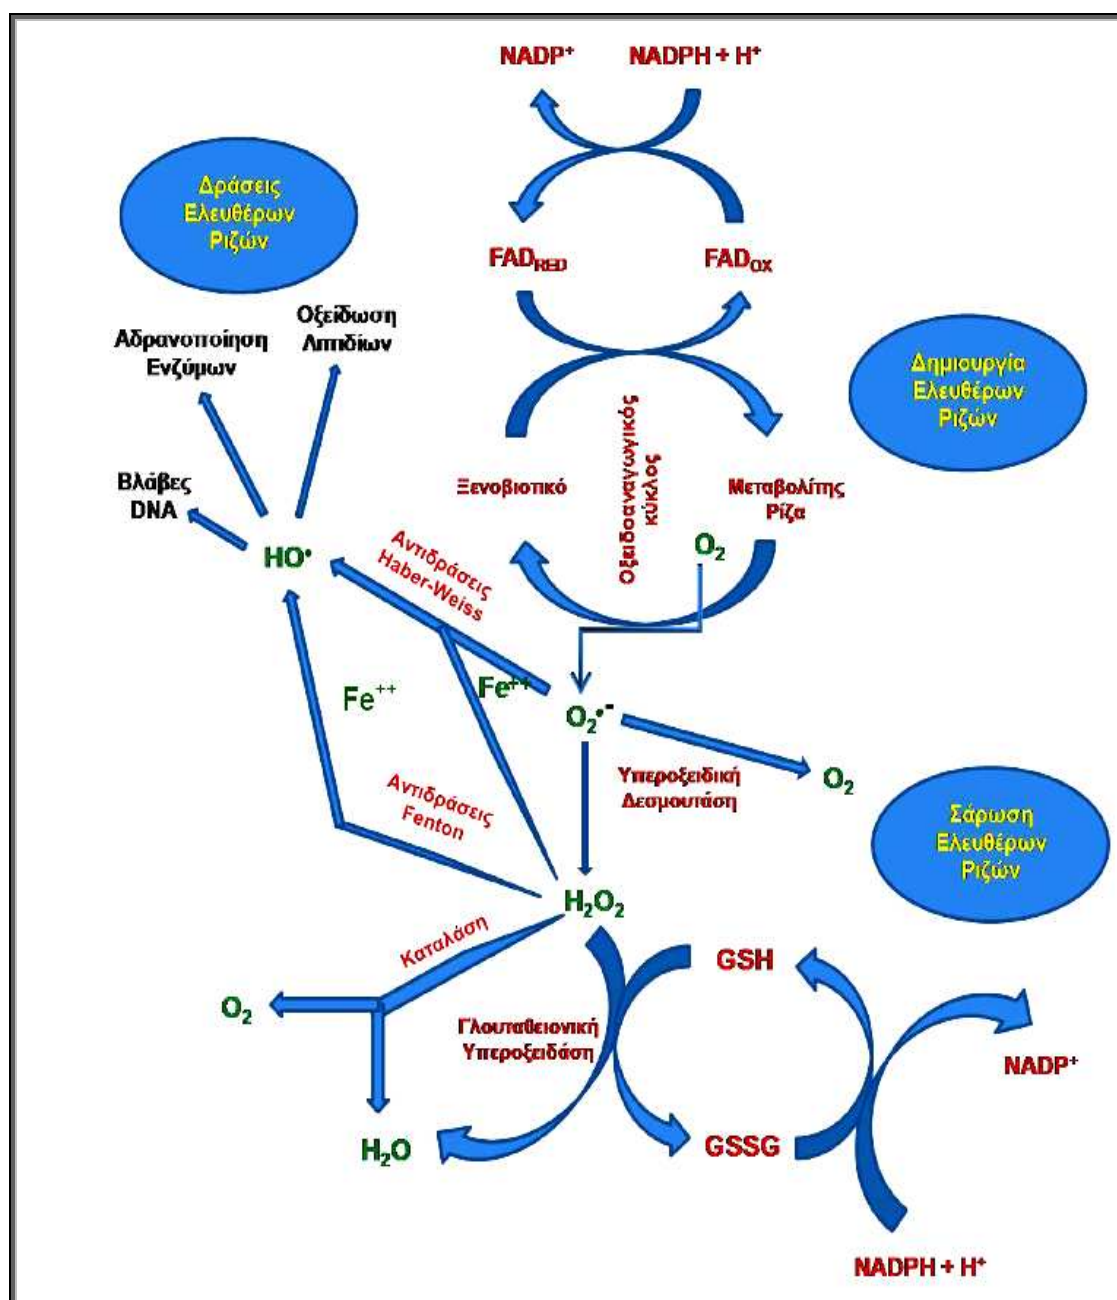 NADP⁺
NADPH + H⁺
Δράσεις
Ελευθέρων
Ριζών
FAD_RED
FAD_OX
Αδρανοποίηση
Ενζύμων
Οξείδωση
Λιπιδίων
Δημιουργία
Ελευθέρων
Ριζών
Οξειδοαναγωγικός
κύκλος
Βλάβες
DNA
Ξενοβιοτικό
Μεταβολίτης
Ρίζα
HO•
Αντιδράσεις
Haber-Weiss
O₂
Fe⁺⁺
Fe⁺⁺
O₂•⁻
Υπεροξειδική
Δεσμουτάση
O₂
Αντιδράσεις
Fenton
Σάρωση
Ελευθέρων
Ριζών
H₂O₂
Καταλάση
GSH
O₂
Γλουταθειονική
Υπεροξειδάση
NADP⁺
H₂O
GSSG
NADPH + H⁺